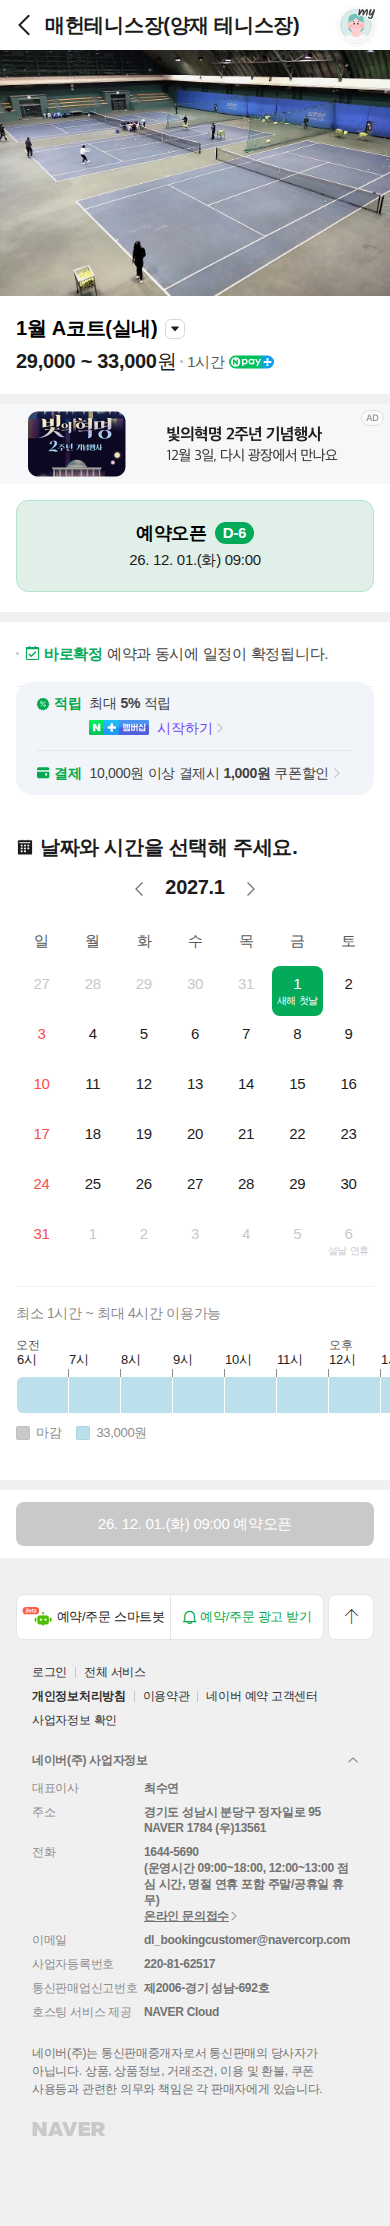 매헌테니스장(양재 테니스장)
my
1월 A코트(실내)
29,000 ~ 33,000원 · 1시간 N pay +
빛의혁명
2주년 기념행사
빛의혁명 2주년 기념행사
12월 3일, 다시 광장에서 만나요
AD
예약오픈 D-6
26. 12. 01.(화) 09:00
· 바로확정 예약과 동시에 일정이 확정됩니다.
적립 최대 5% 적립
N + 멤버십 시작하기
결제 10,000원 이상 결제시 1,000원 쿠폰할인
날짜와 시간을 선택해 주세요.
2027.1
일 월 화 수 목 금 토
27 28 29 30 31 1 2
새해 첫날
3 4 5 6 7 8 9
10 11 12 13 14 15 16
17 18 19 20 21 22 23
24 25 26 27 28 29 30
31 1 2 3 4 5 6
설날 연휴
최소 1시간 ~ 최대 4시간 이용가능
오전 오후
6시 7시 8시 9시 10시 11시 12시 1
마감 33,000원
26. 12. 01.(화) 09:00 예약오픈
Beta 예약/주문 스마트봇 예약/주문 광고 받기
로그인 전체 서비스
개인정보처리방침 이용약관 네이버 예약 고객센터
사업자정보 확인
네이버(주) 사업자정보
대표이사 최수연
주소 경기도 성남시 분당구 정자일로 95
NAVER 1784 (우)13561
전화 1644-5690
(운영시간 09:00~18:00, 12:00~13:00 점
심 시간, 명절 연휴 포함 주말/공휴일 휴
무)
온라인 문의접수
이메일 dl_bookingcustomer@navercorp.com
사업자등록번호 220-81-62517
통신판매업신고번호 제2006-경기 성남-692호
호스팅 서비스 제공 NAVER Cloud
네이버(주)는 통신판매중개자로서 통신판매의 당사자가
아닙니다. 상품, 상품정보, 거래조건, 이용 및 환불, 쿠폰
사용등과 관련한 의무와 책임은 각 판매자에게 있습니다.
NAVER